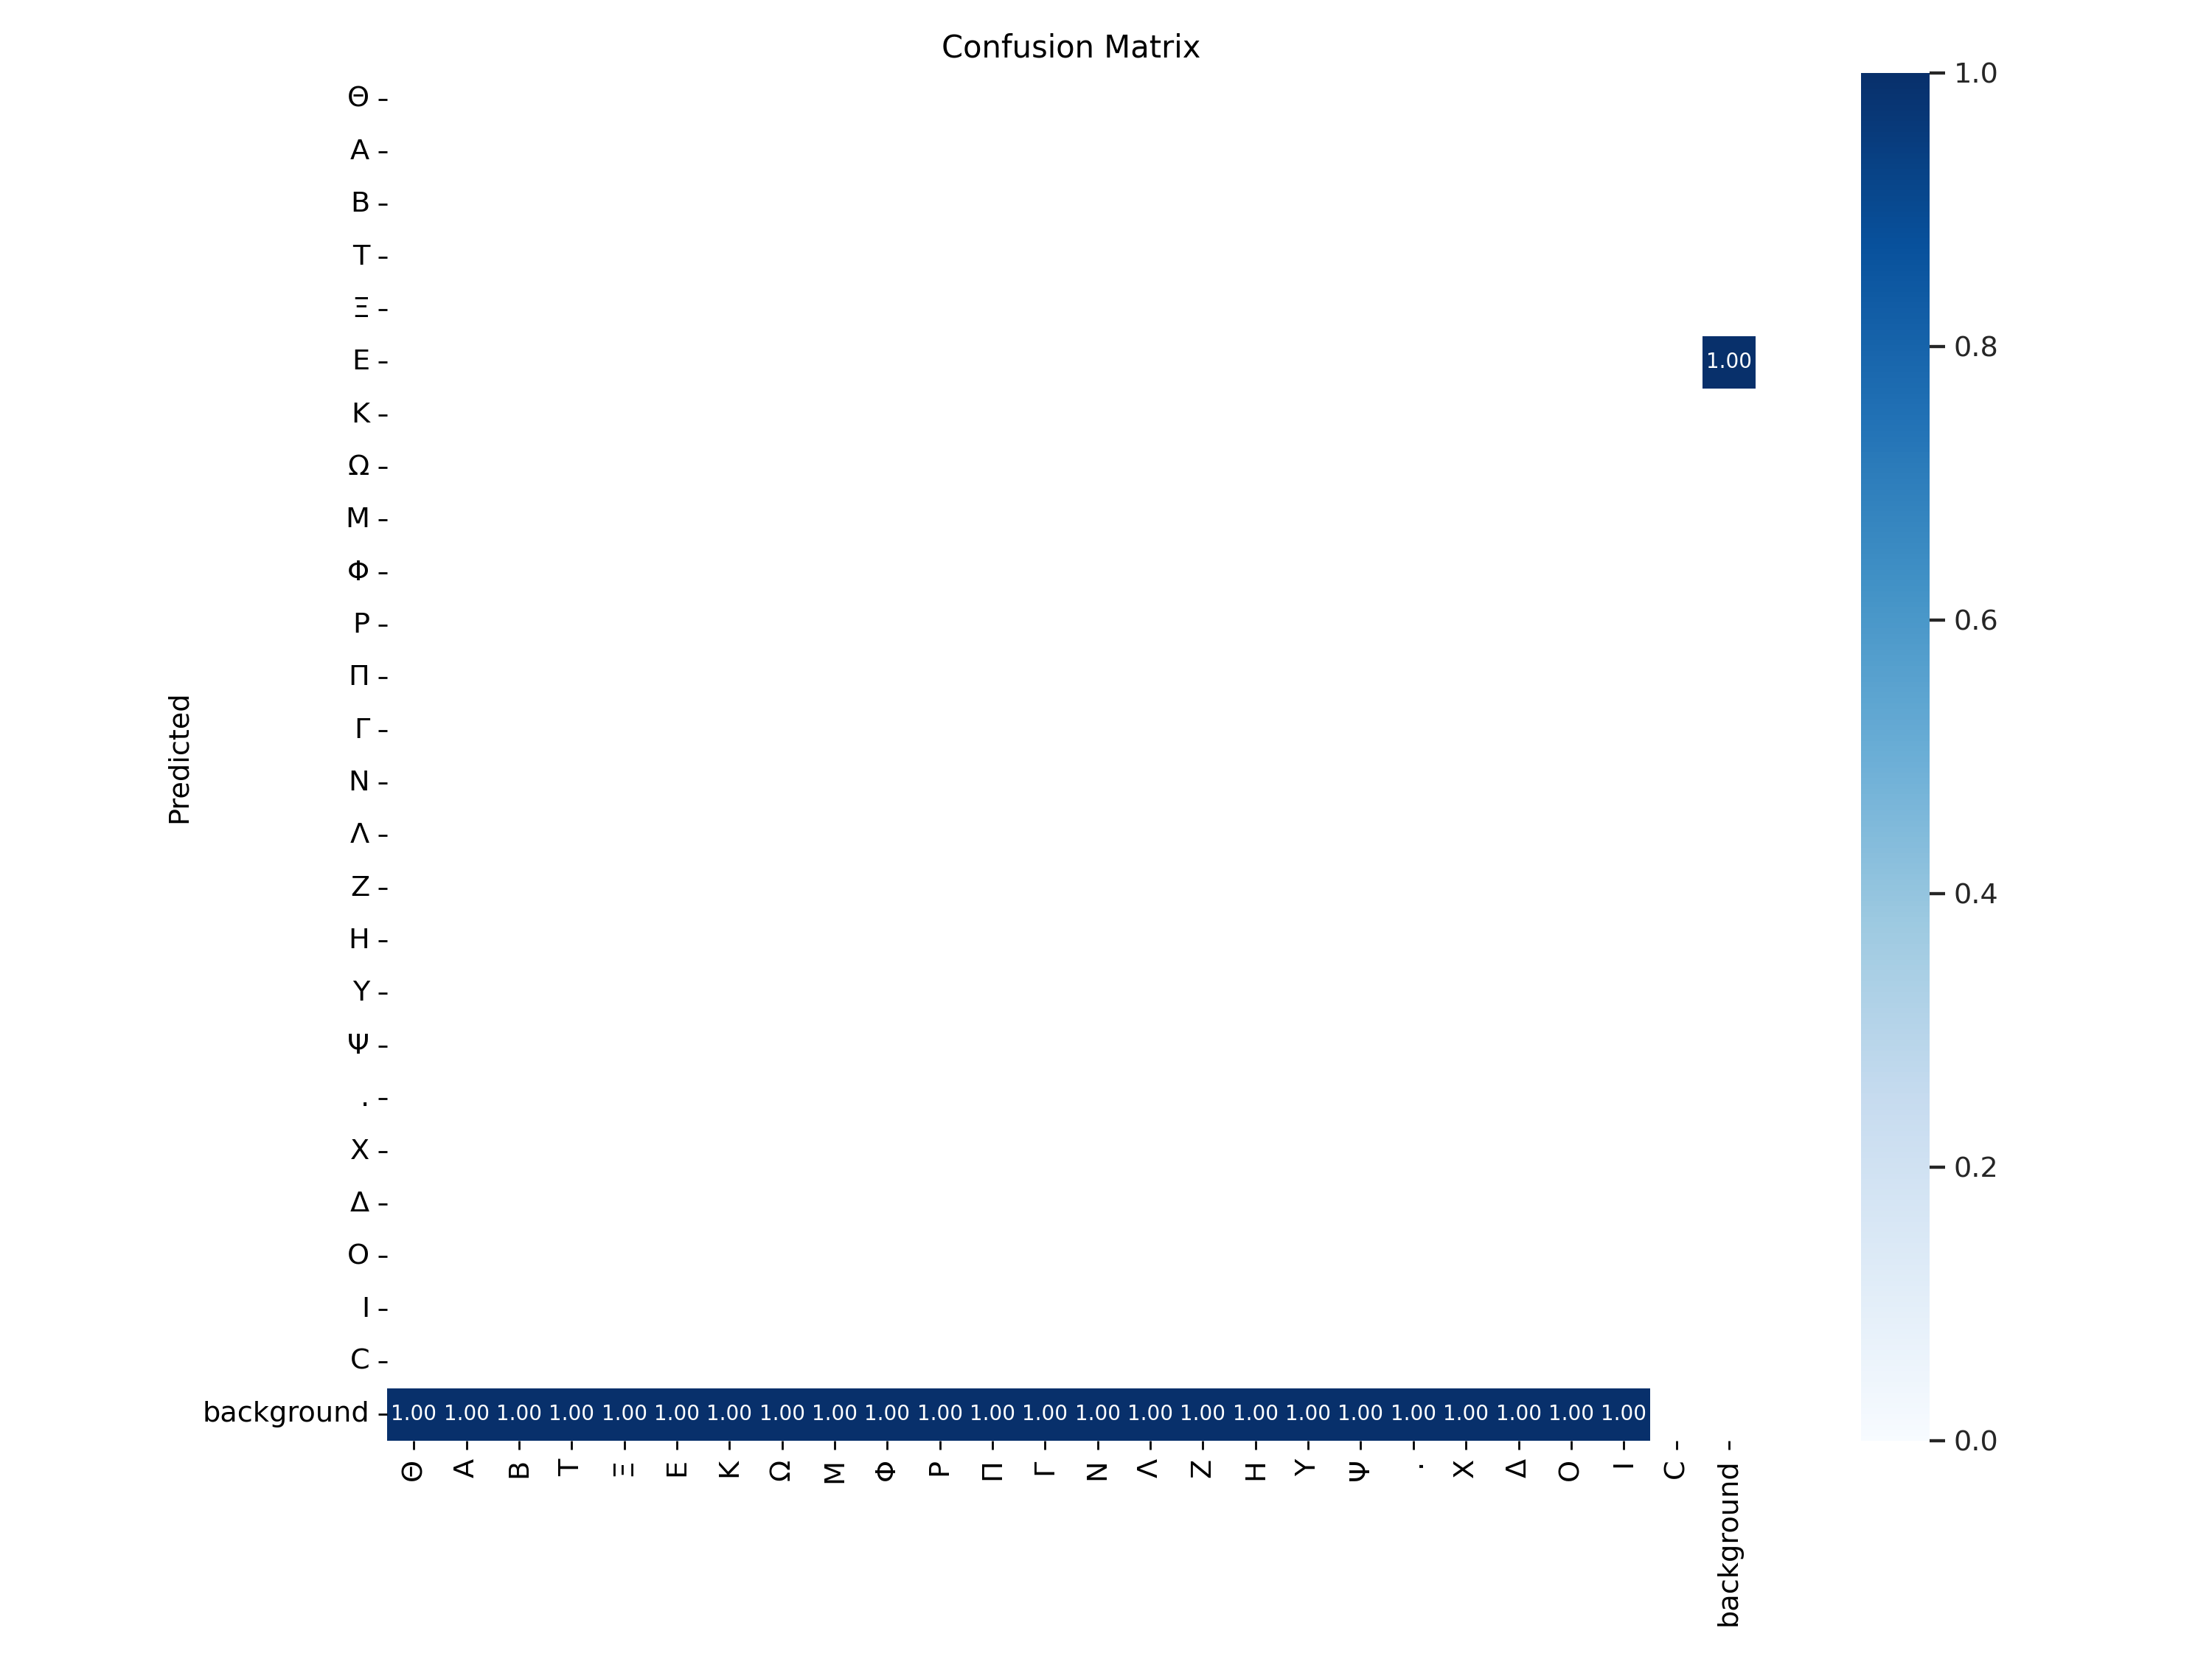 Confusion Matrix
Θ
Α
Β
Τ
Ξ
Ε
Κ
Ω
Μ
Φ
Ρ
Π
Γ
Ν
Λ
Ζ
Η
Υ
Ψ
.
Χ
Δ
Ο
Ι
C
background
Predicted
1.00
1.00 1.00 1.00 1.00 1.00 1.00 1.00 1.00 1.00 1.00 1.00 1.00 1.00 1.00 1.00 1.00 1.00 1.00 1.00 1.00 1.00 1.00 1.00 1.00
Θ Α Β Τ Ξ Ε Κ Ω Μ Φ Ρ Π Γ Ν Λ Ζ Η Υ Ψ . Χ Δ Ο Ι C background
1.0
0.8
0.6
0.4
0.2
0.0